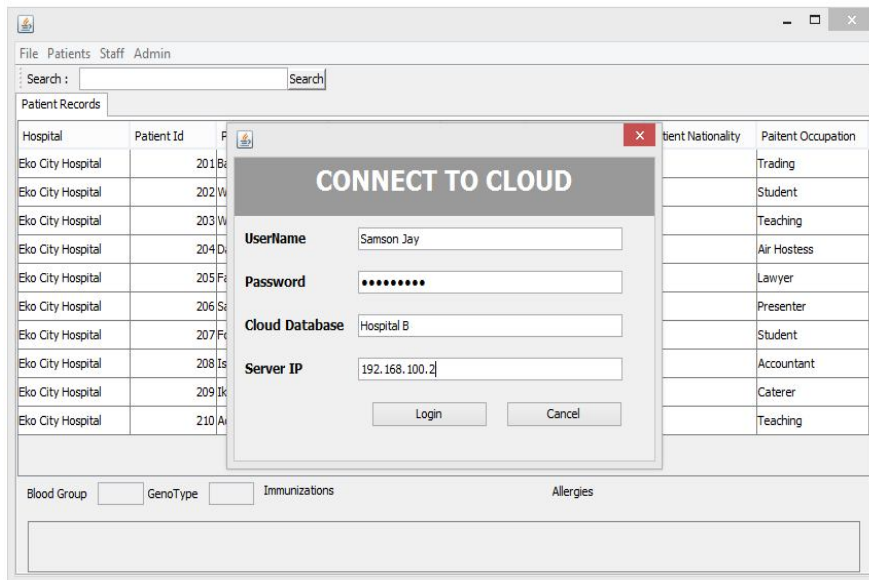 File Patients Staff Admin
Search : Search
Patient Records
Hospital Patient Id tient Nationality Paitent Occupation
CONNECT TO CLOUD
Eko City Hospital 201 Trading
Eko City Hospital 202 Student
Eko City Hospital 203 Teaching
UserName Samson Jay
Eko City Hospital 204 Air Hostess
Eko City Hospital 205 Lawyer
Password •••••••••
Eko City Hospital 206 Presenter
Cloud Database Hospital B
Eko City Hospital 207 Student
Eko City Hospital 208 Accountant
Server IP 192.168.100.2
Eko City Hospital 209 Caterer
Eko City Hospital 210 Teaching
Login Cancel
Blood Group GenoType Immunizations Allergies